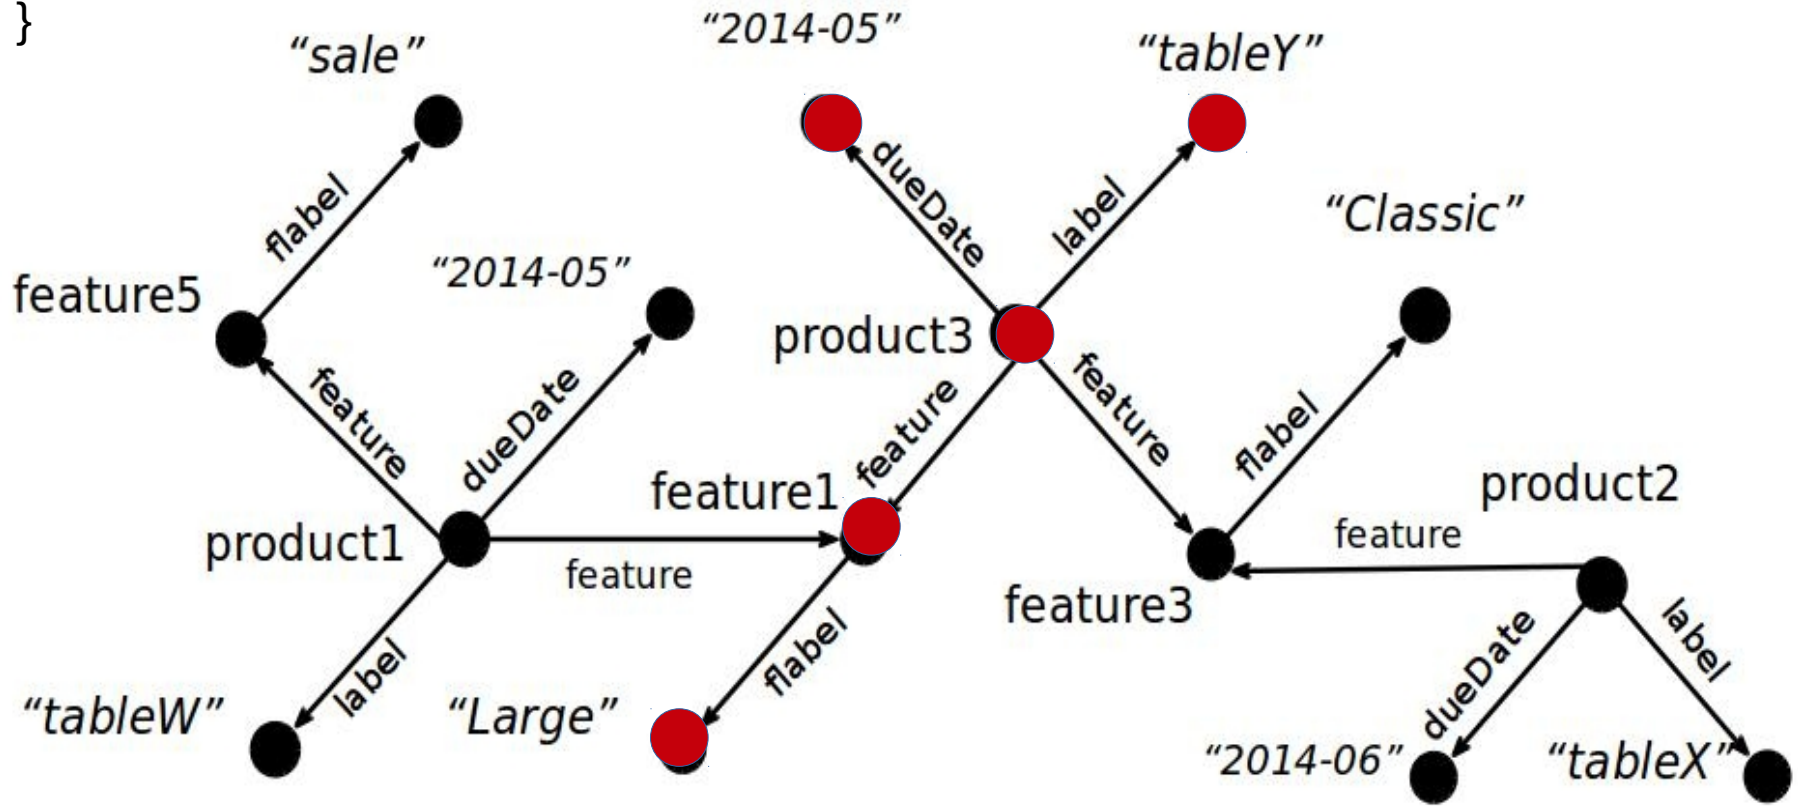 }
“sale”
“2014-05”
“tableY”
flabel
dueDate
label
“Classic”
feature5
“2014-05”
product3
feature
dueDate
feature
feature
flabel
feature1
product2
product1
feature
feature
feature3
label
flabel
dueDate
label
“tableW”
“Large”
“2014-06”
“tableX”